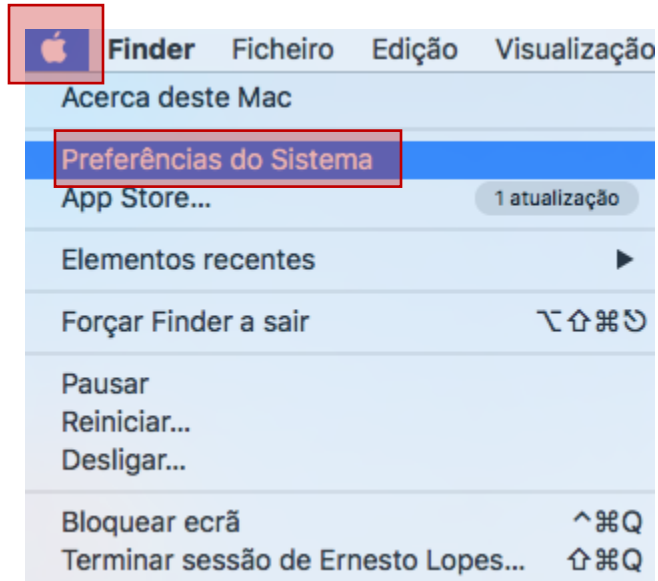 Finder Ficheiro Edição Visualização
Acerca deste Mac
Preferências do Sistema
App Store... 1 atualização
Elementos recentes ▶
Forçar Finder a sair ⌥⇧⌘⎋
Pausar
Reiniciar...
Desligar...
Bloquear ecrã ^⌘Q
Terminar sessão de Ernesto Lopes... ⇧⌘Q